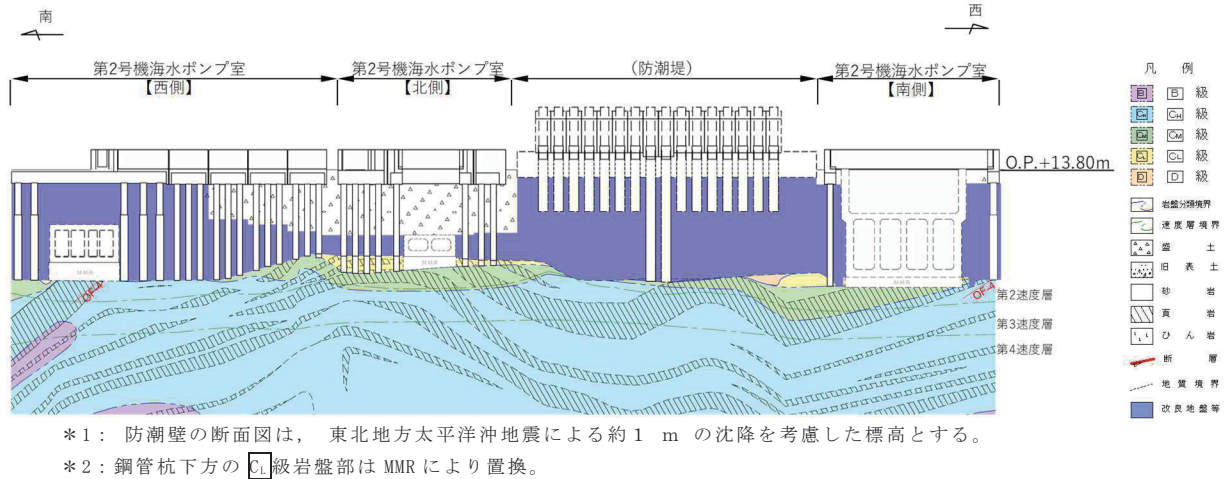 南
西
第2号機海水ポンプ室
【西側】
第2号機海水ポンプ室
【北側】
(防潮堤)
第2号機海水ポンプ室
【南側】
O.P.+13.80m
MMR
MMR
MMR
OF-4
OF-4
第2速度層
第3速度層
第4速度層
凡 例
B B 級
CH CH 級
CM CM 級
CL CL 級
D D 級
岩盤分類境界
速度層境界
盛 土
旧 表 土
砂 岩
頁 岩
ひ ん 岩
断 層
地 質 境 界
改 良 地 盤 等
*1: 防潮壁の断面図は, 東北地方太平洋沖地震による約1 m の沈降を考慮した標高とする。
*2:鋼管杭下方の CL 級岩盤部は MMR により置換。